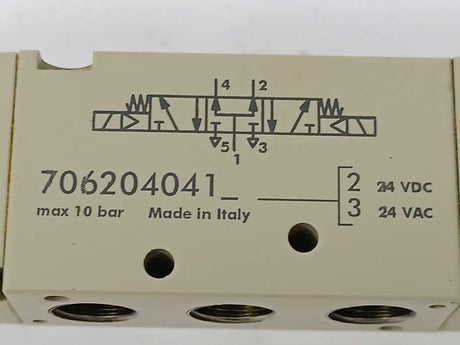 4 2
5 1 3
706204041_ 2 24 VDC
max 10 bar Made in Italy 3 24 VAC